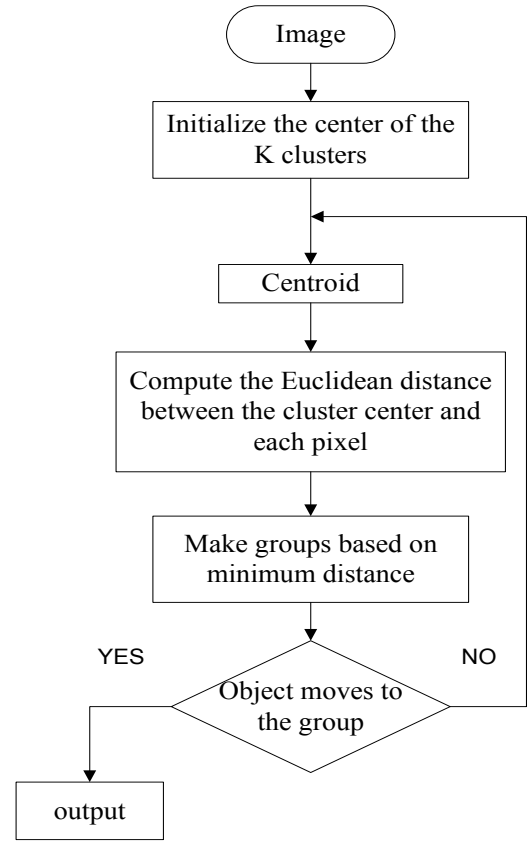 Image
Initialize the center of the
K clusters
Centroid
Compute the Euclidean distance
between the cluster center and
each pixel
Make groups based on
minimum distance
YES
NO
Object moves to
the group
output